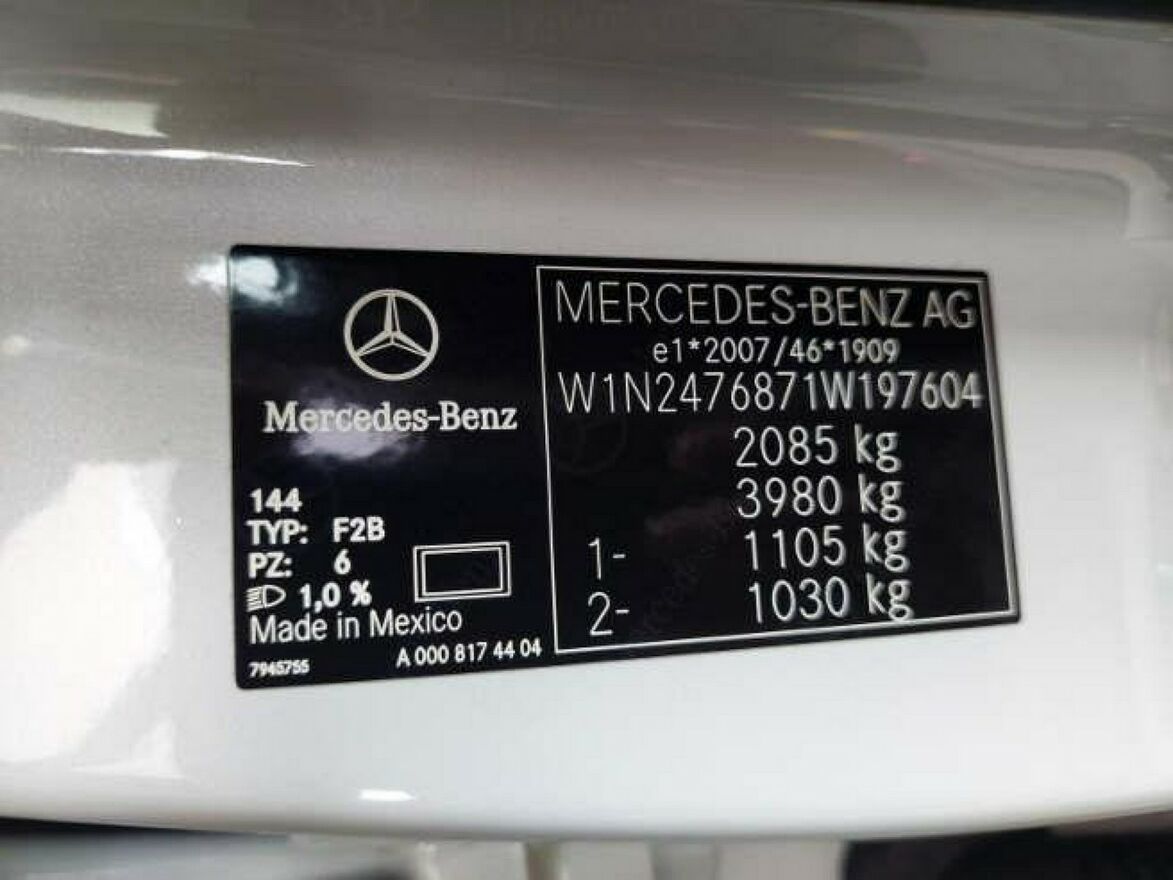 Mercedes-Benz
144
TYP: F2B
PZ: 6
1,0 %
Made in Mexico
7945755
A 000 817 44 04
MERCEDES-BENZ AG
e1*2007/46*1909
W1N2476871W197604
2085 kg
3980 kg
1- 1105 kg
2- 1030 kg